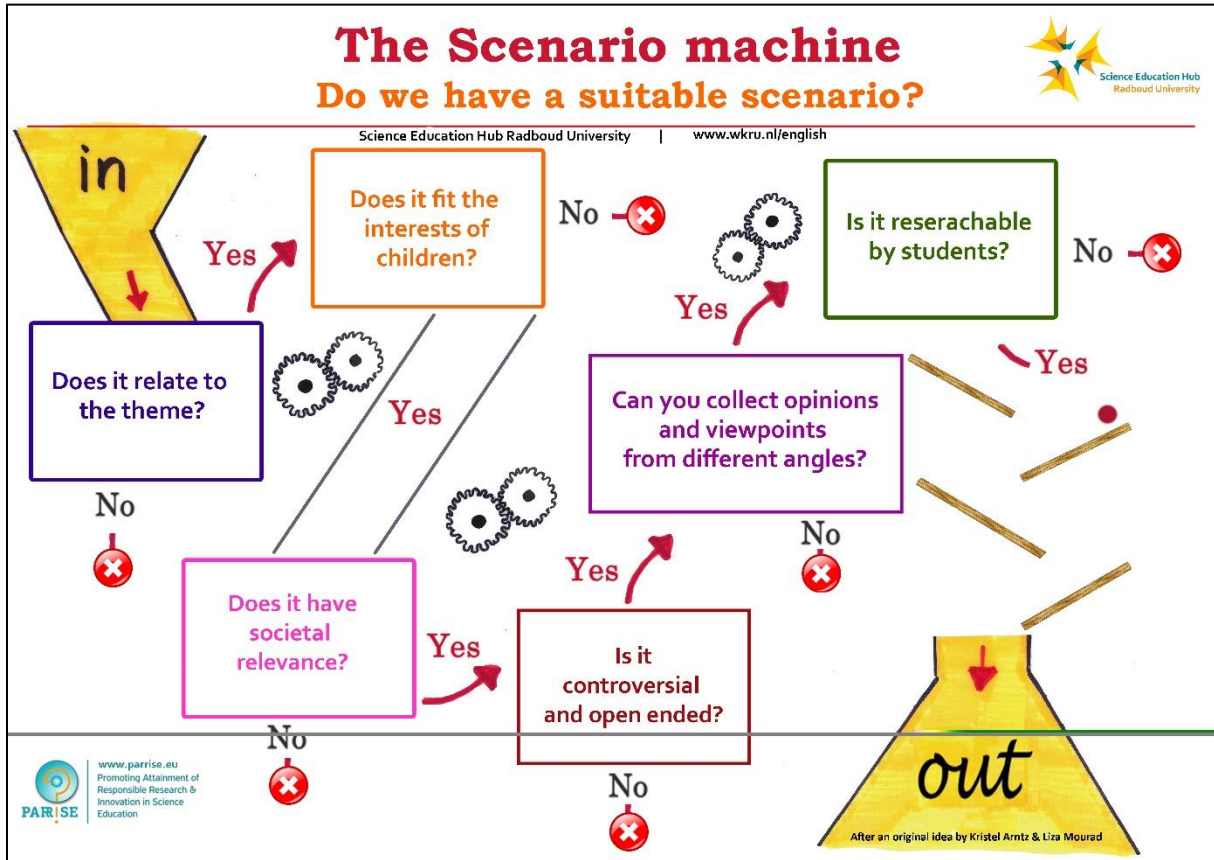 The Scenario machine
Do we have a suitable scenario?
Science Education Hub
Radboud University
Science Education Hub Radboud University | www.wkru.nl/english
in
Does it relate to
the theme?
No
Yes
Does it fit the
interests of
children?
No
Yes
Does it have
societal
relevance?
No
Yes
Is it
controversial
and open ended?
No
Yes
Can you collect opinions
and viewpoints
from different angles?
No
Yes
Is it reserachable
by students?
No
Yes
out
After an original idea by Kristel Arntz & Liza Mourad
PARRISE
www.parrise.eu
Promoting Attainment of
Responsible Research &
Innovation in Science
Education